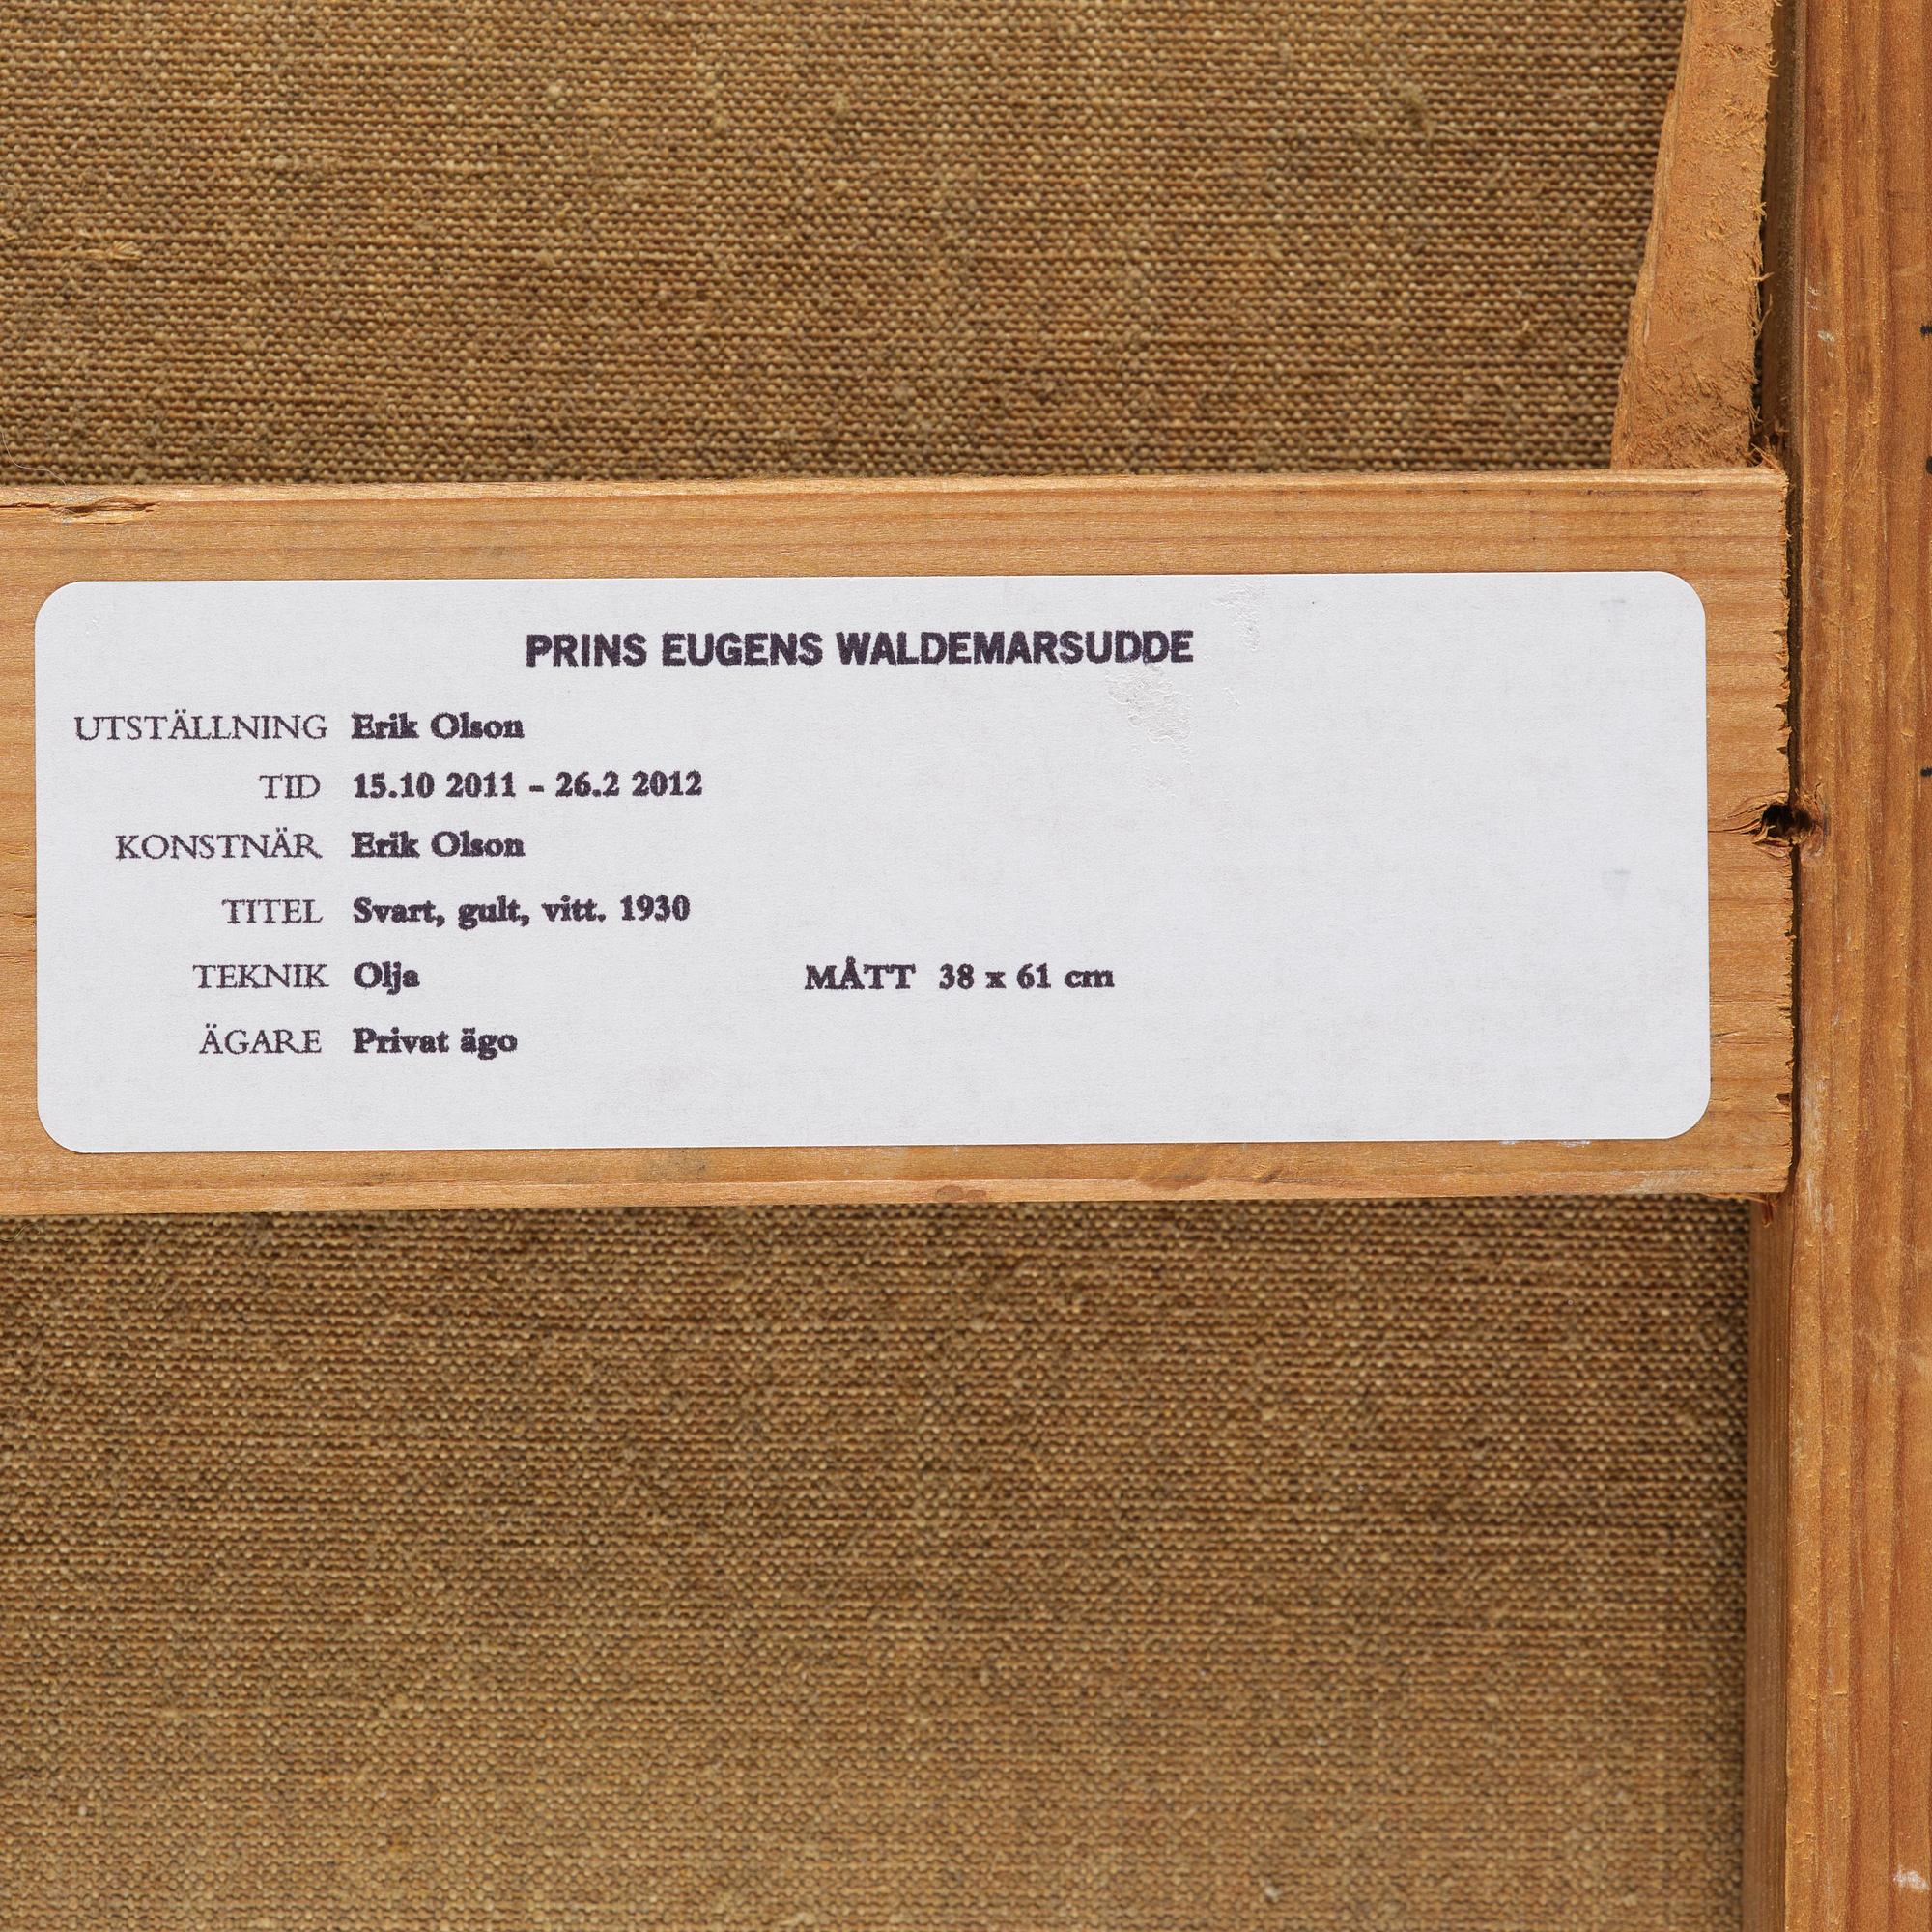 PRINS EUGENS WALDEMARSUDDE
UTSTÄLLNING Erik Olson
TID 15.10 2011 - 26.2 2012
KONSTNÄR Erik Olson
TITEL Svart, gult, vitt. 1930
TEKNIK Olja MÅTT 38 x 61 cm
ÄGARE Privat ägo